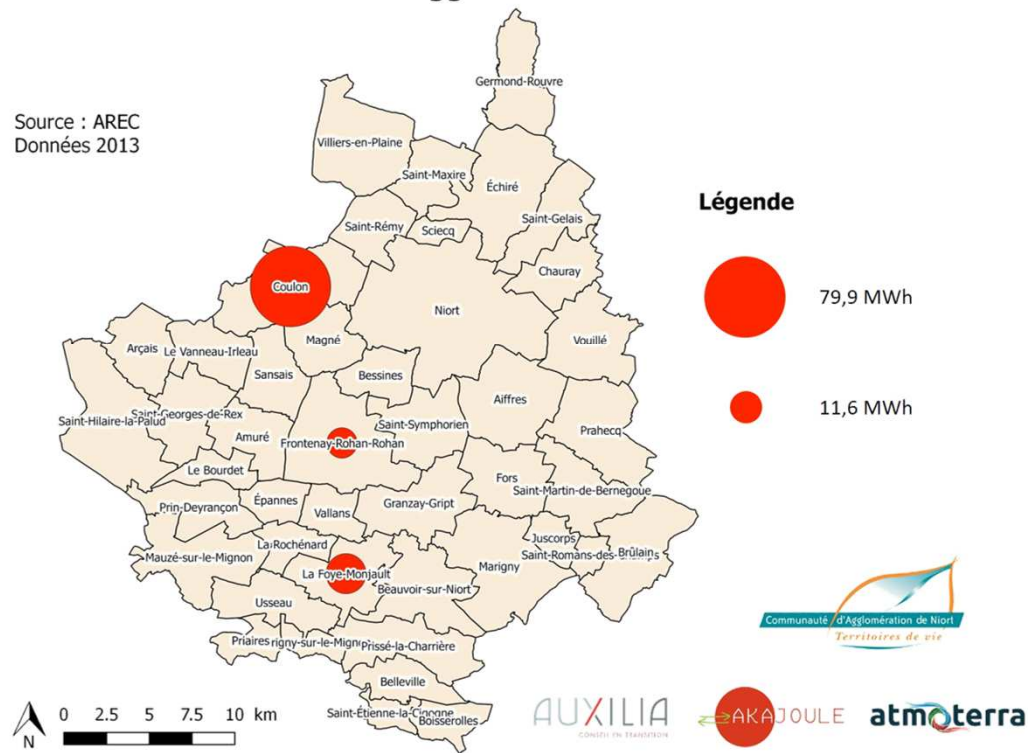 Source : AREC
Données 2013
Germond-Rouvre
Villiers-en-Plaine
Saint-Maxire
Échiré
Saint-Gelais
Saint-Rémy
Sciecq
Chauray
Coulon
Niort
Vouillé
Magné
Arçais
Le Vanneau-Irleau
Sansais
Bessines
Aiffres
Saint-Hilaire-la-Palud
Saint-Georges-de-Rex
Amuré
Frontenay-Rohan-Rohan
Saint-Symphorien
Prahecq
Le Bourdet
Fors
Saint-Martin-de-Bernegoue
Prin-Deyrançon
Épannes
Vallans
Granzay-Gript
Mauzé-sur-le-Mignon
La Rochénard
La Foye-Monjault
Beauvoir-sur-Niort
Marigny
Juscorps
Saint-Romans-des-
Brûlain
Usseau
Priaires
rigny-sur-le-Mign
Prissé-la-Charrière
Belleville
Saint-Étienne-la-Cigogne
Boisserolles
Légende
79,9 MWh
11,6 MWh
Communauté d'Agglomération de Niort
Territoires de vie
N
0 2.5 5 7.5 10 km
AUXILIA
CONSEIL EN TRANSITION
AKAJOULE
atmoterra